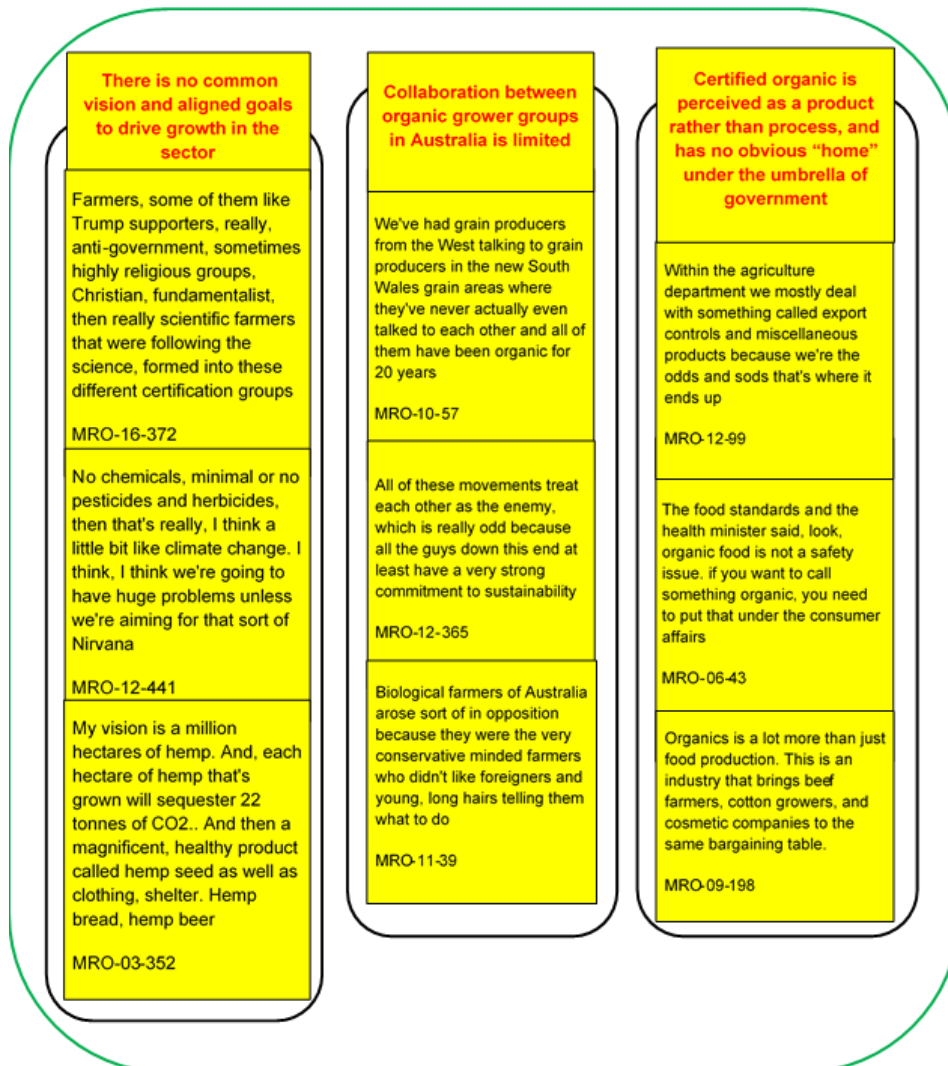 There is no common
vision and aligned goals
to drive growth in the
sector
Farmers, some of them like
Trump supporters, really,
anti-government, sometimes
highly religious groups,
Christian, fundamentalist,
then really scientific farmers
that were following the
science, formed into these
different certification groups
MRO-16-372
No chemicals, minimal or no
pesticides and herbicides,
then that's really, I think a
little bit like climate change. I
think, I think we're going to
have huge problems unless
we're aiming for that sort of
Nirvana
MRO-12-441
My vision is a million
hectares of hemp. And, each
hectare of hemp that's
grown will sequester 22
tonnes of CO2.. And then a
magnificent, healthy product
called hemp seed as well as
clothing, shelter. Hemp
bread, hemp beer
MRO-03-352
Collaboration between
organic grower groups
in Australia is limited
We've had grain producers
from the West talking to grain
producers in the new South
Wales grain areas where
they've never actually even
talked to each other and all of
them have been organic for
20 years
MRO-10-57
All of these movements treat
each other as the enemy,
which is really odd because
all the guys down this end at
least have a very strong
commitment to sustainability
MRO-12-365
Biological farmers of Australia
arose sort of in opposition
because they were the very
conservative minded farmers
who didn't like foreigners and
young, long hairs telling them
what to do
MRO-11-39
Certified organic is
perceived as a product
rather than process, and
has no obvious “home”
under the umbrella of
government
Within the agriculture
department we mostly deal
with something called export
controls and miscellaneous
products because we're the
odds and sods that's where it
ends up
MRO-12-99
The food standards and the
health minister said, look,
organic food is not a safety
issue. if you want to call
something organic, you need
to put that under the consumer
affairs
MRO-06-43
Organics is a lot more than just
food production. This is an
industry that brings beef
farmers, cotton growers, and
cosmetic companies to the
same bargaining table.
MRO-09-198